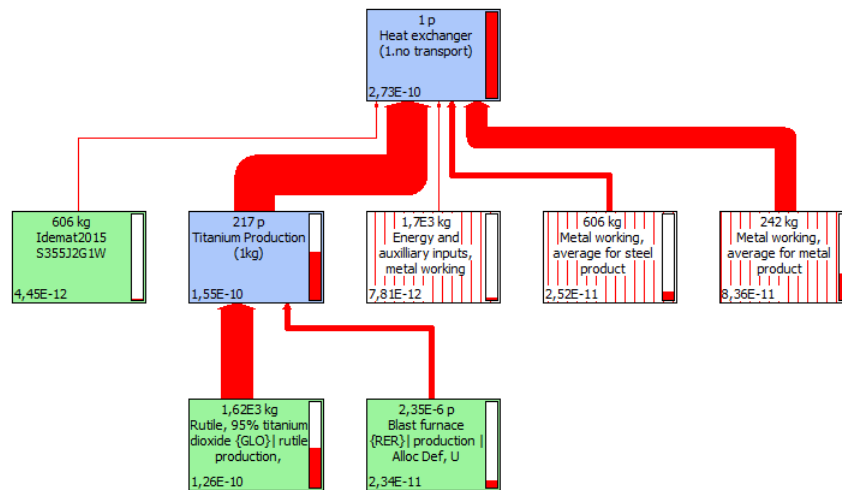 1 p
Heat exchanger
(1.no transport)
2,73E-10
606 kg
Idemat2015
S355J2G1W
4,45E-12
217 p
Titanium Production
(1kg)
1,55E-10
1,7E3 kg
Energy and
auxilliary inputs,
metal working
7,81E-12
606 kg
Metal working,
average for steel
product
2,52E-11
242 kg
Metal working,
average for metal
product
8,36E-11
1,62E3 kg
Rutile, 95% titanium
dioxide {GLO}| rutile
production,
1,26E-10
2,35E-6 p
Blast furnace
{RER}| production |
Alloc Def, U
2,34E-11